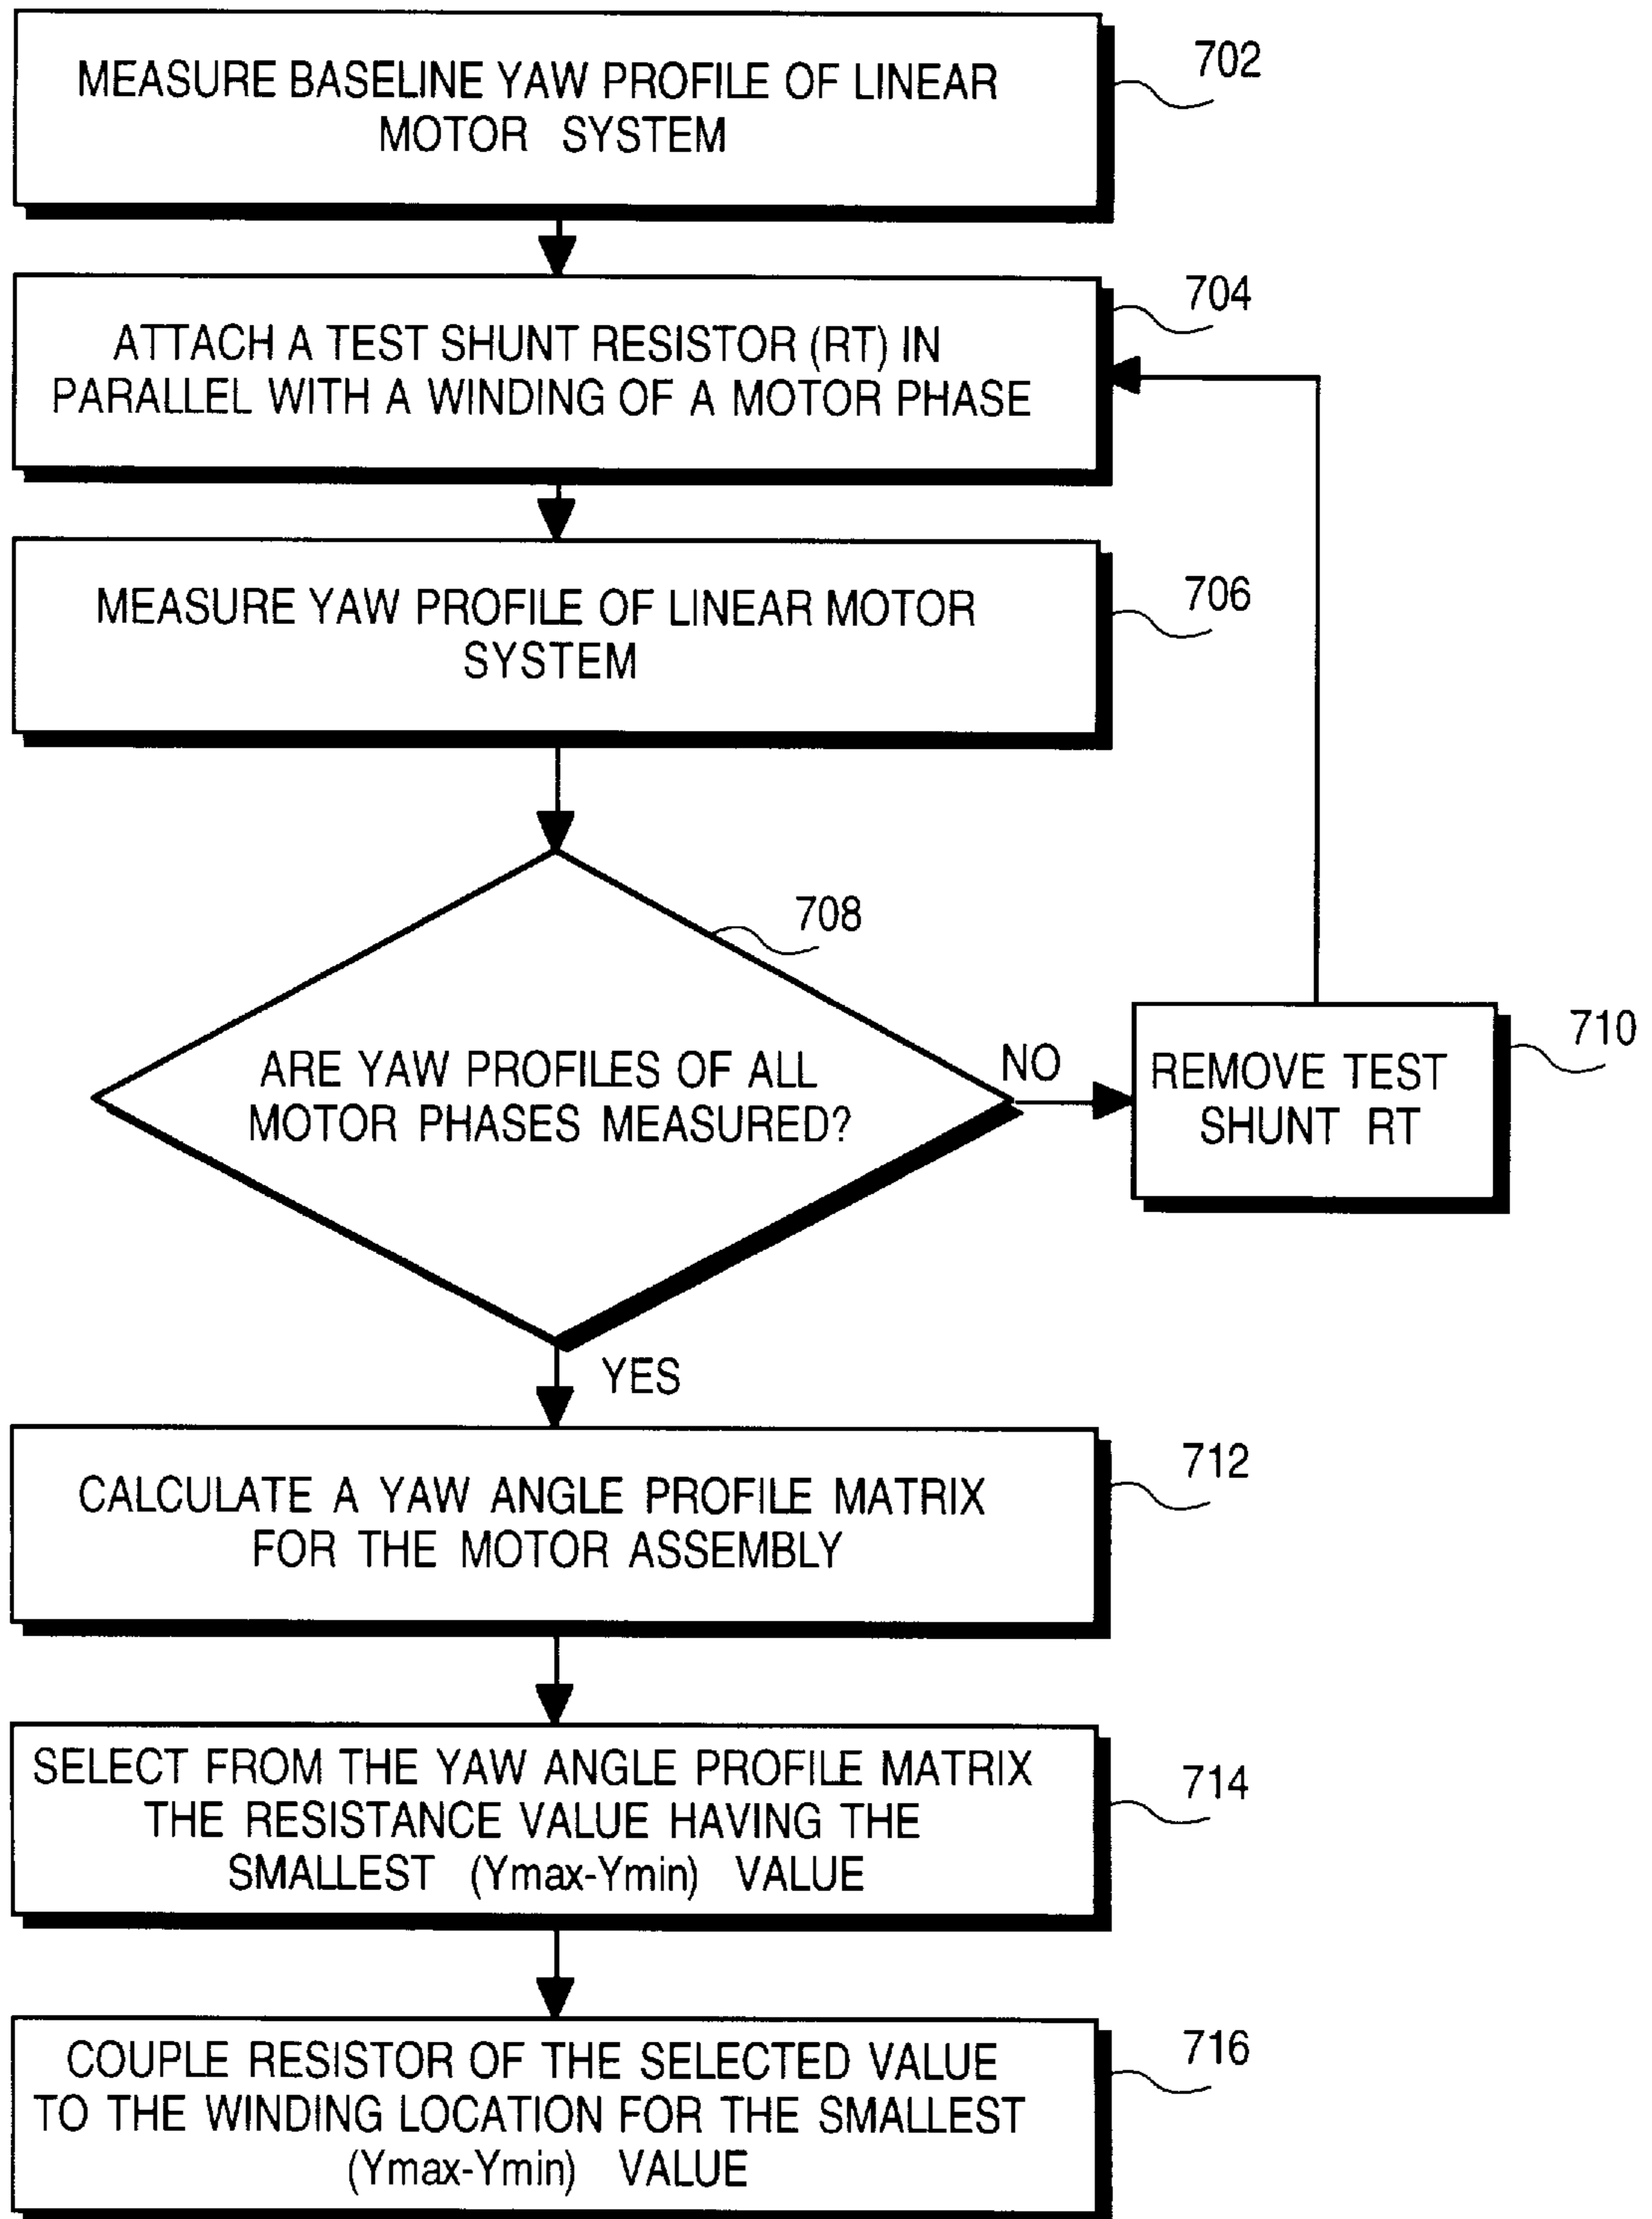 MEASURE BASELINE YAW PROFILE OF LINEAR
MOTOR SYSTEM
702
ATTACH A TEST SHUNT RESISTOR (RT) IN
PARALLEL WITH A WINDING OF A MOTOR PHASE
704
MEASURE YAW PROFILE OF LINEAR MOTOR
SYSTEM
706
708
ARE YAW PROFILES OF ALL
MOTOR PHASES MEASURED?
NO
REMOVE TEST
SHUNT RT
710
YES
CALCULATE A YAW ANGLE PROFILE MATRIX
FOR THE MOTOR ASSEMBLY
712
SELECT FROM THE YAW ANGLE PROFILE MATRIX
THE RESISTANCE VALUE HAVING THE
SMALLEST (Ymax-Ymin) VALUE
714
COUPLE RESISTOR OF THE SELECTED VALUE
TO THE WINDING LOCATION FOR THE SMALLEST
(Ymax-Ymin) VALUE
716